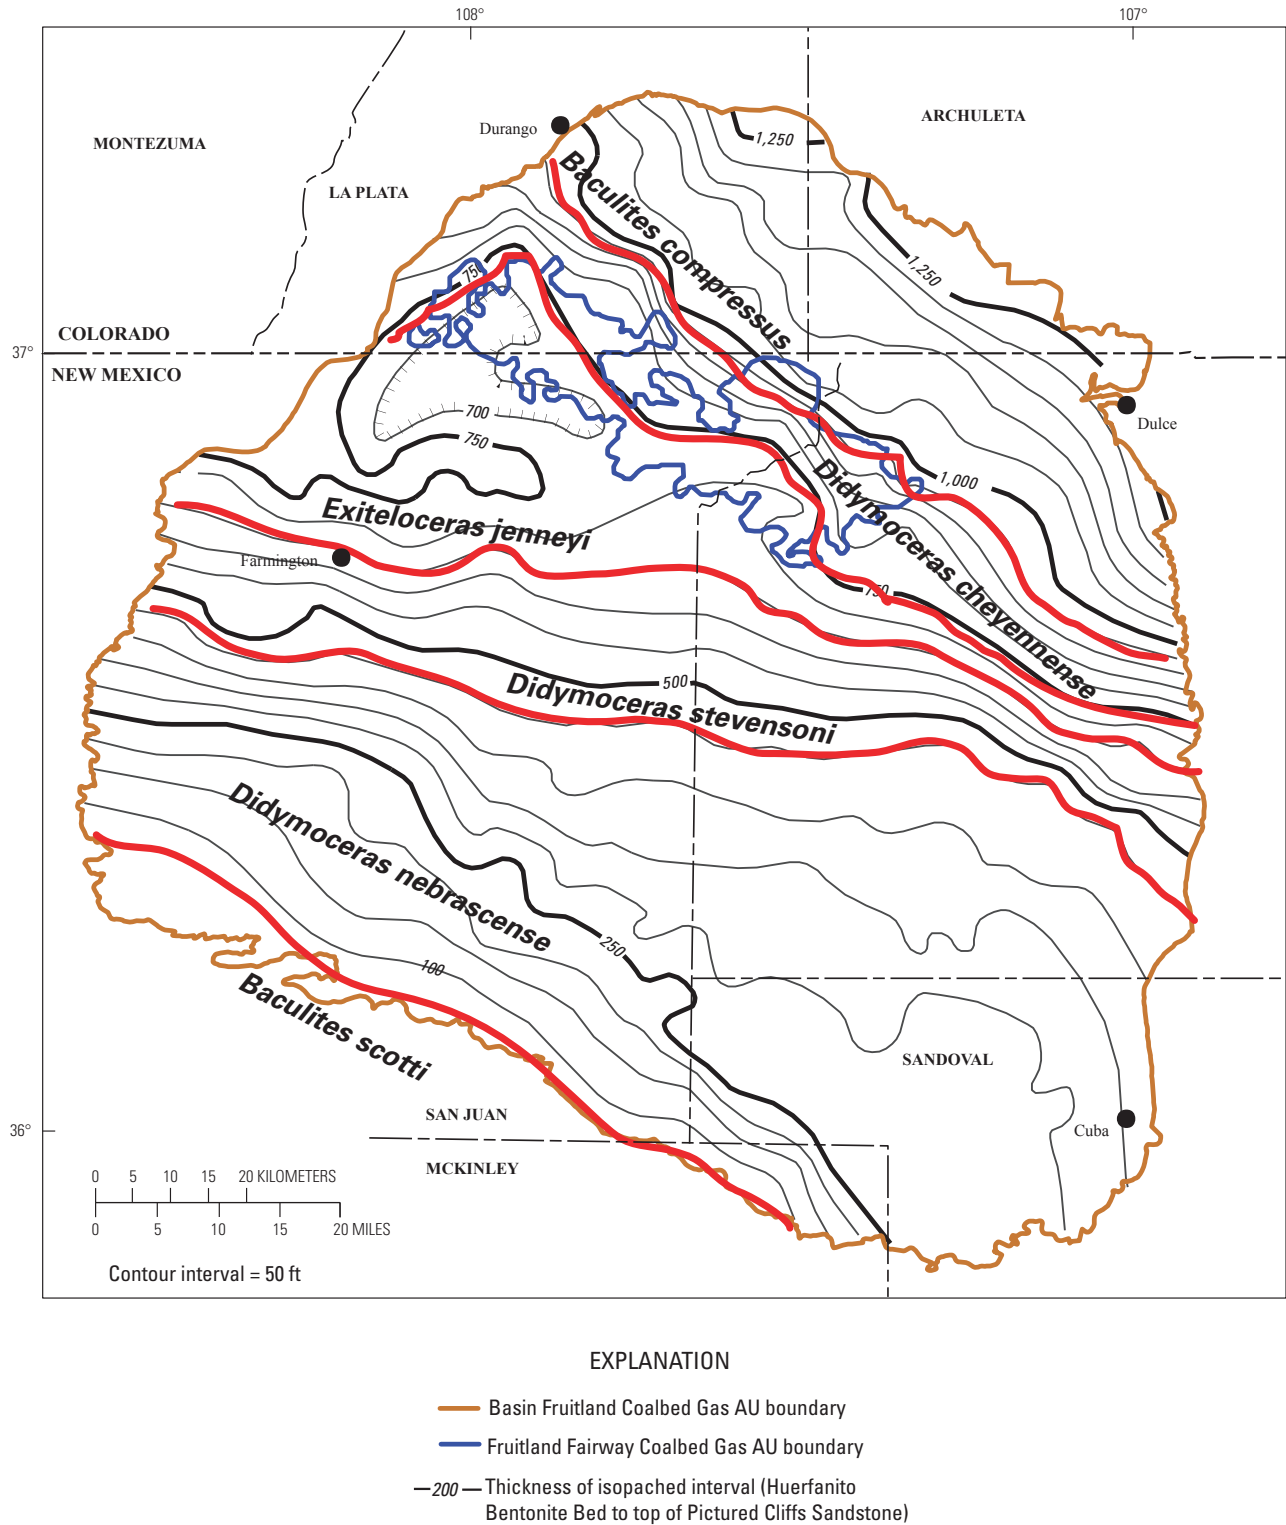 108°
107°
ARCHULETA
Durango
1,250
MONTEZUMA
LA PLATA
Baculites compressus
1,250
750
COLORADO
37°
NEW MEXICO
700
Dulce
750
Didymoceras cheyennense
1,000
Exiteloceras jenneyi
Farmington
750
500
Didymoceras stevensoni
Didymoceras nebrascense
250
100
Baculites scotti
SANDOVAL
SAN JUAN
36°
Cuba
MCKINLEY
0 5 10 15 20 KILOMETERS
0 5 10 15 20 MILES
Contour interval = 50 ft
EXPLANATION
Basin Fruitland Coalbed Gas AU boundary
Fruitland Fairway Coalbed Gas AU boundary
200 Thickness of isopached interval (Huerfanito
Bentonite Bed to top of Pictured Cliffs Sandstone)